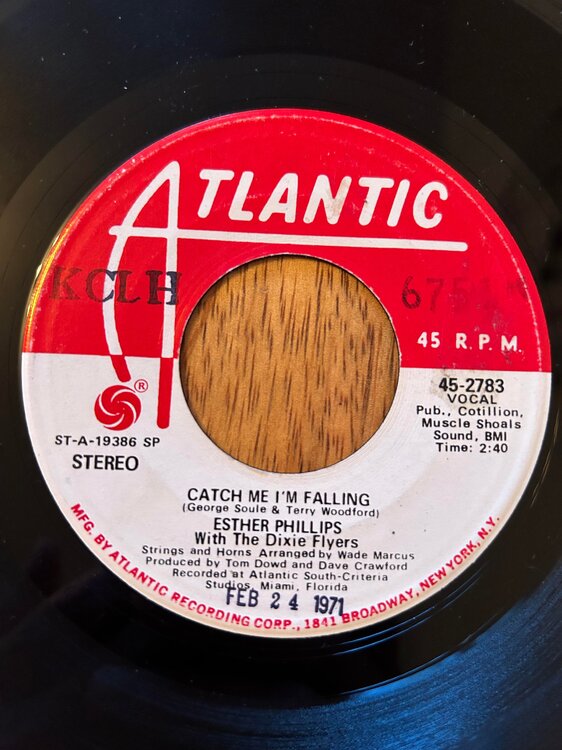 ATLANTIC
KCLH
45 R.P.M.
®
45-2783
VOCAL
Pub., Cotillion,
Muscle Shoals
Sound, BMI
Time: 2:40
ST-A-19386 SP
STEREO
CATCH ME I'M FALLING
(George Soule & Terry Woodford)
ESTHER PHILLIPS
With The Dixie Flyers
Strings and Horns Arranged by Wade Marcus
Produced by Tom Dowd and Dave Crawford
Recorded at Atlantic South-Criteria
Studios, Miami, Florida
FEB 24 1971
MFG. BY ATLANTIC RECORDING CORP., 1841 BROADWAY, NEW YORK, N.Y.